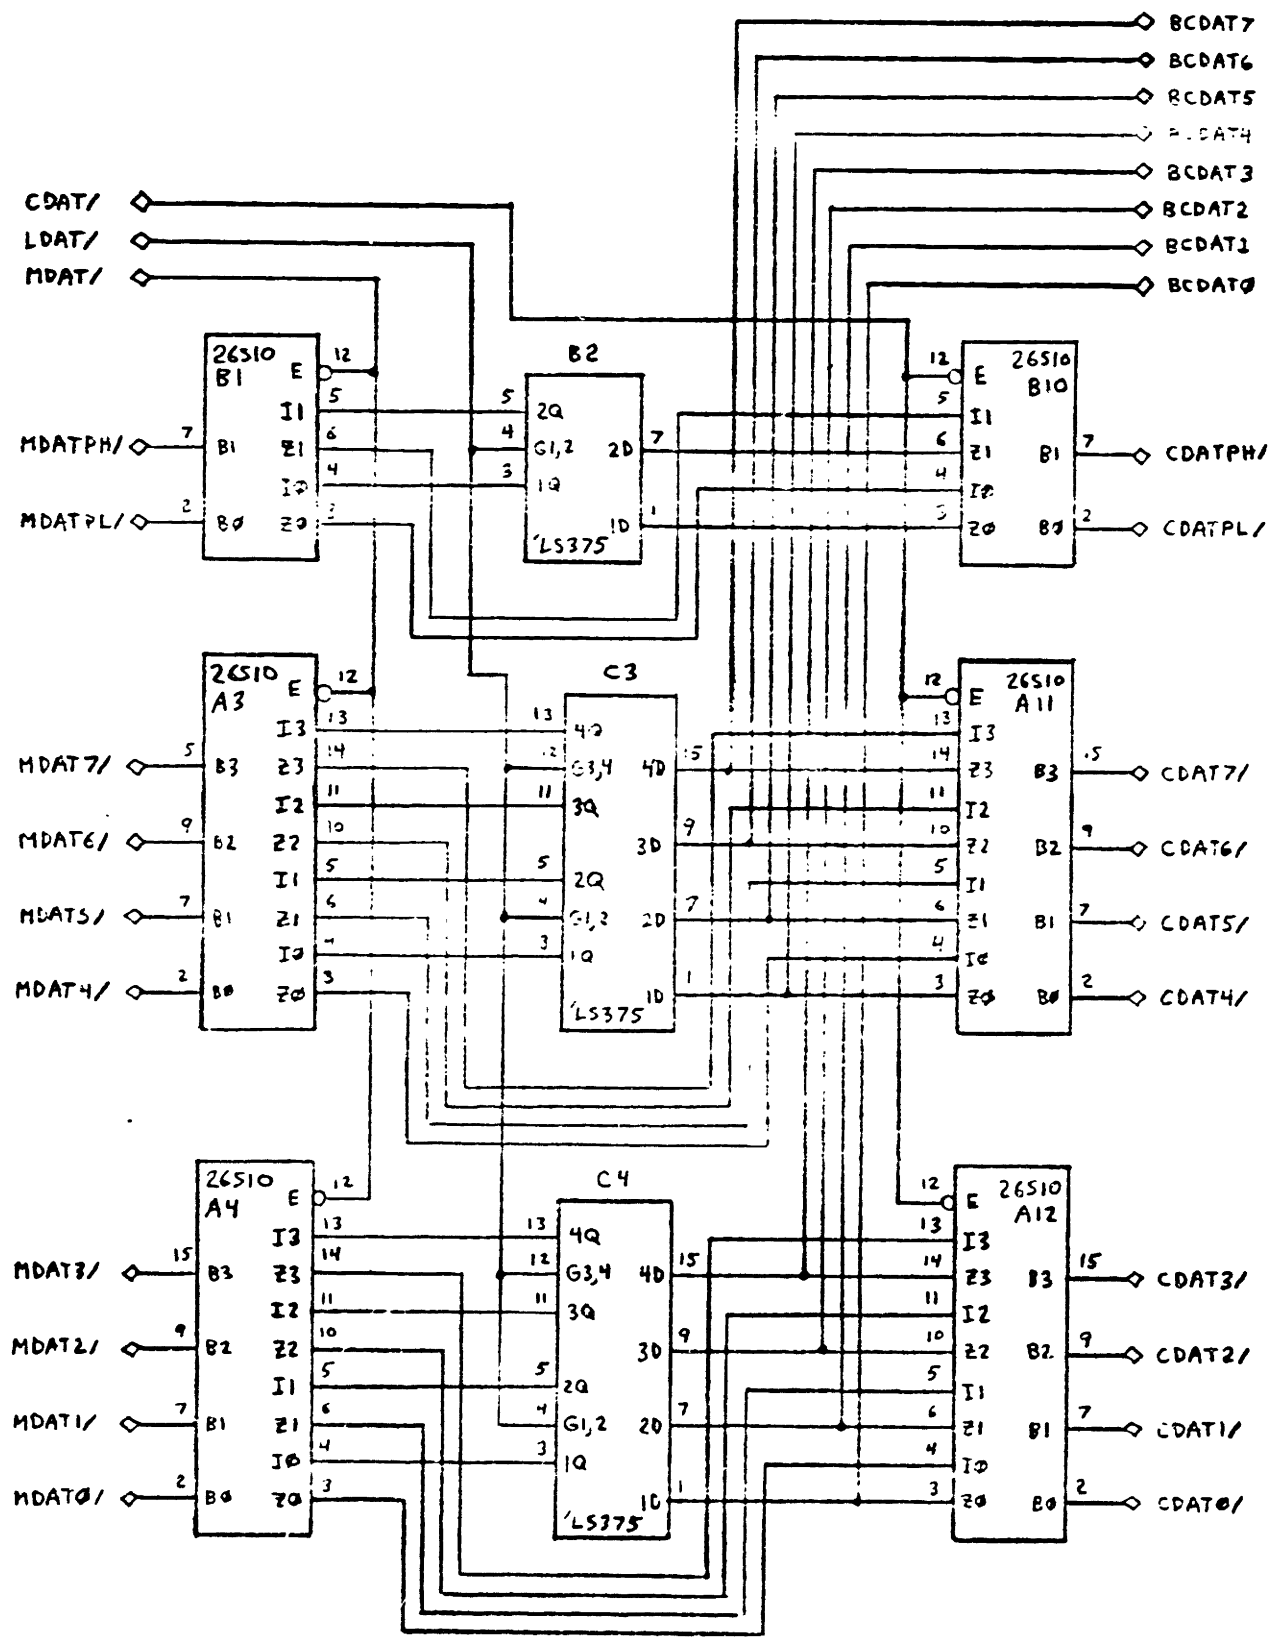 BCDAT7
BCDAT6
BCDAT5
BCDAT3
BCDAT2
BCDAT1
BCDATØ
CDAT/
LDAT/
MDAT/
26S10
B1
E
12
I1
5
MDATPH/
7
B1
Z1
6
IØ
4
MDATPL/
2
BØ
ZØ
3
B2
5
2Q
4
G1,2
2D
7
3
1Q
1D
1
'LS375
12
E
26S10
B10
5
I1
6
Z1
B1
7
CDATPH/
4
IØ
3
ZØ
BØ
2
CDATPL/
26S10
A3
E
12
I3
13
MDAT7/
5
B3
Z3
14
I2
11
MDAT6/
9
B2
Z2
10
I1
5
MDAT5/
7
B1
Z1
6
IØ
4
MDAT4/
2
BØ
ZØ
3
C3
13
4Q
12
G3,4
4D
15
11
3Q
3D
9
5
2Q
4
G1,2
2D
7
3
1Q
1D
1
'LS375
12
E
26S10
A11
13
I3
14
Z3
B3
15
CDAT7/
11
I2
10
Z2
B2
9
CDAT6/
5
I1
6
Z1
B1
7
CDAT5/
4
IØ
3
ZØ
BØ
2
CDAT4/
26S10
A4
E
12
I3
13
MDAT3/
15
B3
Z3
14
I2
11
MDAT2/
9
B2
Z2
10
I1
5
MDAT1/
7
B1
Z1
6
IØ
4
MDATØ/
2
BØ
ZØ
3
C4
13
4Q
12
G3,4
4D
15
11
3Q
3D
9
5
2Q
4
G1,2
2D
7
3
1Q
1D
1
'LS375
12
E
26S10
A12
13
I3
14
Z3
B3
15
CDAT3/
11
I2
10
Z2
B2
9
CDAT2/
5
I1
6
Z1
B1
7
CDAT1/
4
IØ
3
ZØ
BØ
2
CDATØ/